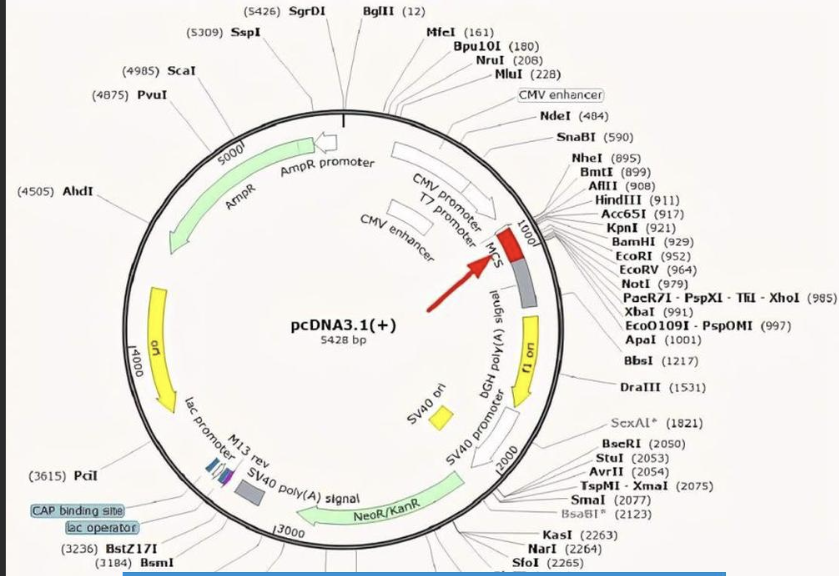 (5426) SgrDI
BglII (12)
(5309) SspI
MfeI (161)
Bpu10I (180)
NruI (208)
MluI (228)
(4985) ScaI
(4875) PvuI
CMV enhancer
NdeI (484)
SnaBI (590)
NheI (895)
BmtI (899)
AflII (908)
HindIII (911)
Acc65I (917)
KpnI (921)
BamHI (929)
EcoRI (952)
EcoRV (964)
NotI (979)
PaeR7I - PspXI - TliI - XhoI (985)
XbaI (991)
EcoO109I - PspOMI (997)
ApaI (1001)
BbsI (1217)
DraIII (1531)
SexAI* (1821)
BseRI (2050)
StuI (2053)
AvrII (2054)
TspMI - XmaI (2075)
SmaI (2077)
BsaBI* (2123)
KasI (2263)
NarI (2264)
SfoI (2265)
(4505) AhdI
(3615) PciI
CAP binding site
lac operator
(3236) BstZ17I
(3184) BsmI
5000
AmpR promoter
AmpR
CMV promoter
T7 promoter
CMV enhancer
1000
MCS
pcDNA3.1(+)
5428 bp
bGH poly(A) signal
f1 ori
SV40 ori
SV40 promoter
2000
ori
4000
lac promoter
M13 rev
SV40 poly(A) signal
NeoR/KanR
3000